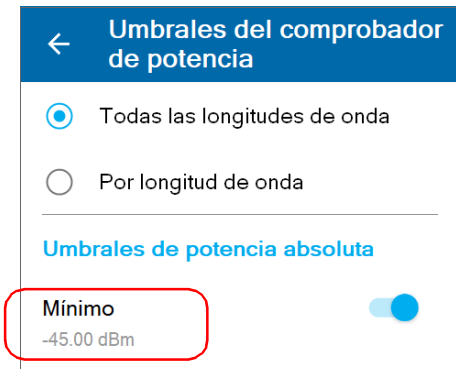 Umbrales del comprobador
de potencia
Todas las longitudes de onda
Por longitud de onda
Umbrales de potencia absoluta
Mínimo
-45.00 dBm